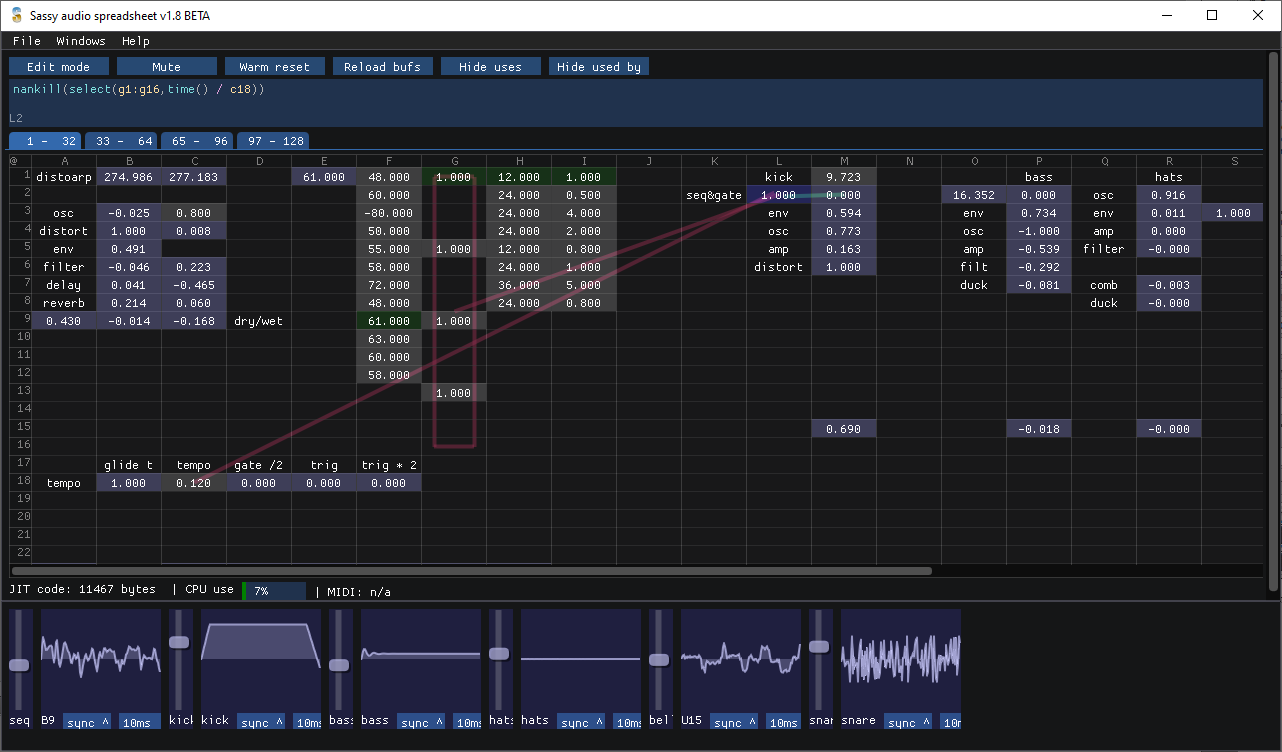 Sassy audio spreadsheet v1.8 BETA
File Windows Help
Edit mode Mute Warm reset Reload bufs Hide uses Hide used by
nankill(select(g1:g16,time() / c18))
L2
1 - 32 33 - 64 65 - 96 97 - 128
@ A B C D E F G H I J K L M N O P Q R S
1 distoarp 274.986 277.183 61.000 48.000 1.000 12.000 1.000 kick 9.723 bass hats
2 60.000 24.000 0.500 seq&gate 1.000 0.000 16.352 0.000 osc 0.916
3 osc -0.025 0.800 -80.000 24.000 4.000 env 0.594 env 0.734 env 0.011 1.000
4 distort 1.000 0.008 50.000 24.000 2.000 osc 0.773 osc -1.000 amp 0.000
5 env 0.491 55.000 1.000 12.000 0.800 amp 0.163 amp -0.539 filter -0.000
6 filter -0.046 0.223 58.000 24.000 1.000 distort 1.000 filt -0.292
7 delay 0.041 -0.465 72.000 36.000 5.000 duck -0.081 comb -0.003
8 reverb 0.214 0.060 48.000 24.000 0.800 duck -0.000
9 0.430 -0.014 -0.168 dry/wet 61.000 1.000
10 63.000
11 60.000
12 58.000
13 1.000
14
15 0.690 -0.018 -0.000
16
17 glide t tempo gate /2 trig trig * 2
18 tempo 1.000 0.120 0.000 0.000 0.000
19
20
21
22
JIT code: 11467 bytes | CPU use 7% | MIDI: n/a
seq B9 sync ^ 10ms kick kick sync ^ 10ms bass bass sync ^ 10ms hats hats sync ^ 10ms bell U15 sync ^ 10ms snar snare sync ^ 10m